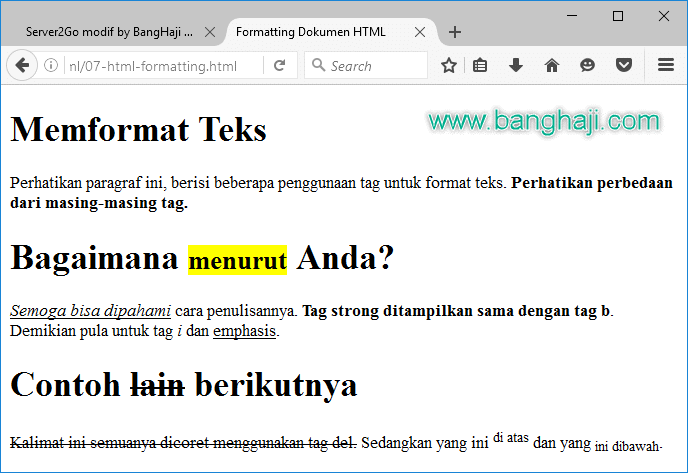 Server2Go modif by BangHaji ...
Formatting Dokumen HTML
nl/07-html-formatting.html
Search
www.banghaji.com
Memformat Teks
Perhatikan paragraf ini, berisi beberapa penggunaan tag untuk format teks. Perhatikan perbedaan
dari masing-masing tag.
Bagaimana menurut Anda?
Semoga bisa dipahami cara penulisannya. Tag strong ditampilkan sama dengan tag b.
Demikian pula untuk tag i dan emphasis.
Contoh lain berikutnya
Kalimat ini semuanya dicoret menggunakan tag del. Sedangkan yang ini di atas dan yang ini dibawah.